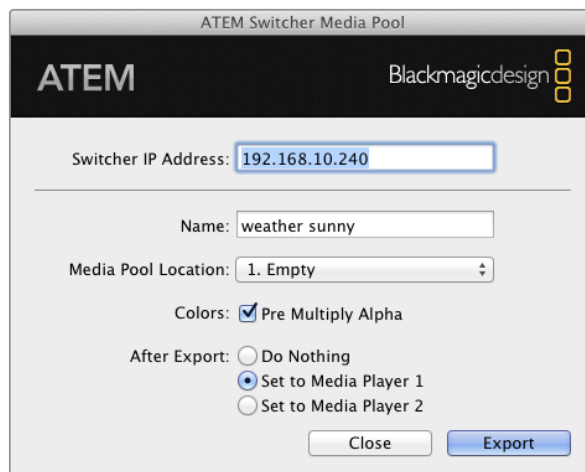 ATEM Switcher Media Pool
ATEM
Blackmagicdesign
Switcher IP Address: 192.168.10.240
Name: weather sunny
Media Pool Location: 1. Empty
Colors: Pre Multiply Alpha
After Export: Do Nothing
Set to Media Player 1
Set to Media Player 2
Close Export